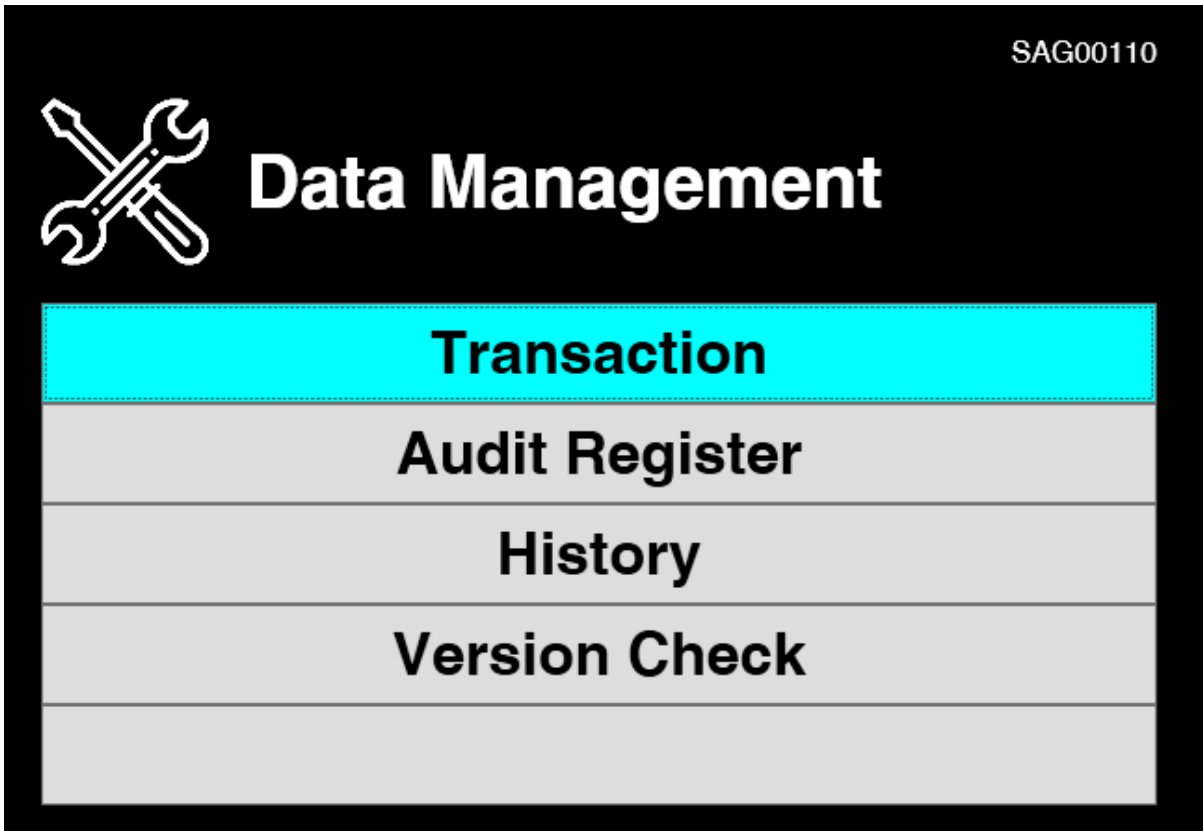 SAG00110
Data Management
Transaction
Audit Register
History
Version Check